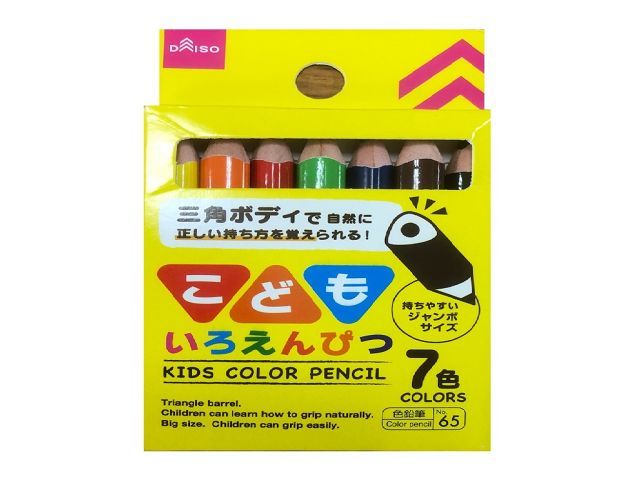 DAISO
三角ボディで自然に
正しい持ち方を覚えられる!
こども
いろえんぴつ
KIDS COLOR PENCIL
持ちやすい
ジャンボ
サイズ
7色
COLORS
Triangle barrel.
Children can learn how to grip naturally.
Big size. Children can grip easily.
色鉛筆
Color pencil
No.
65